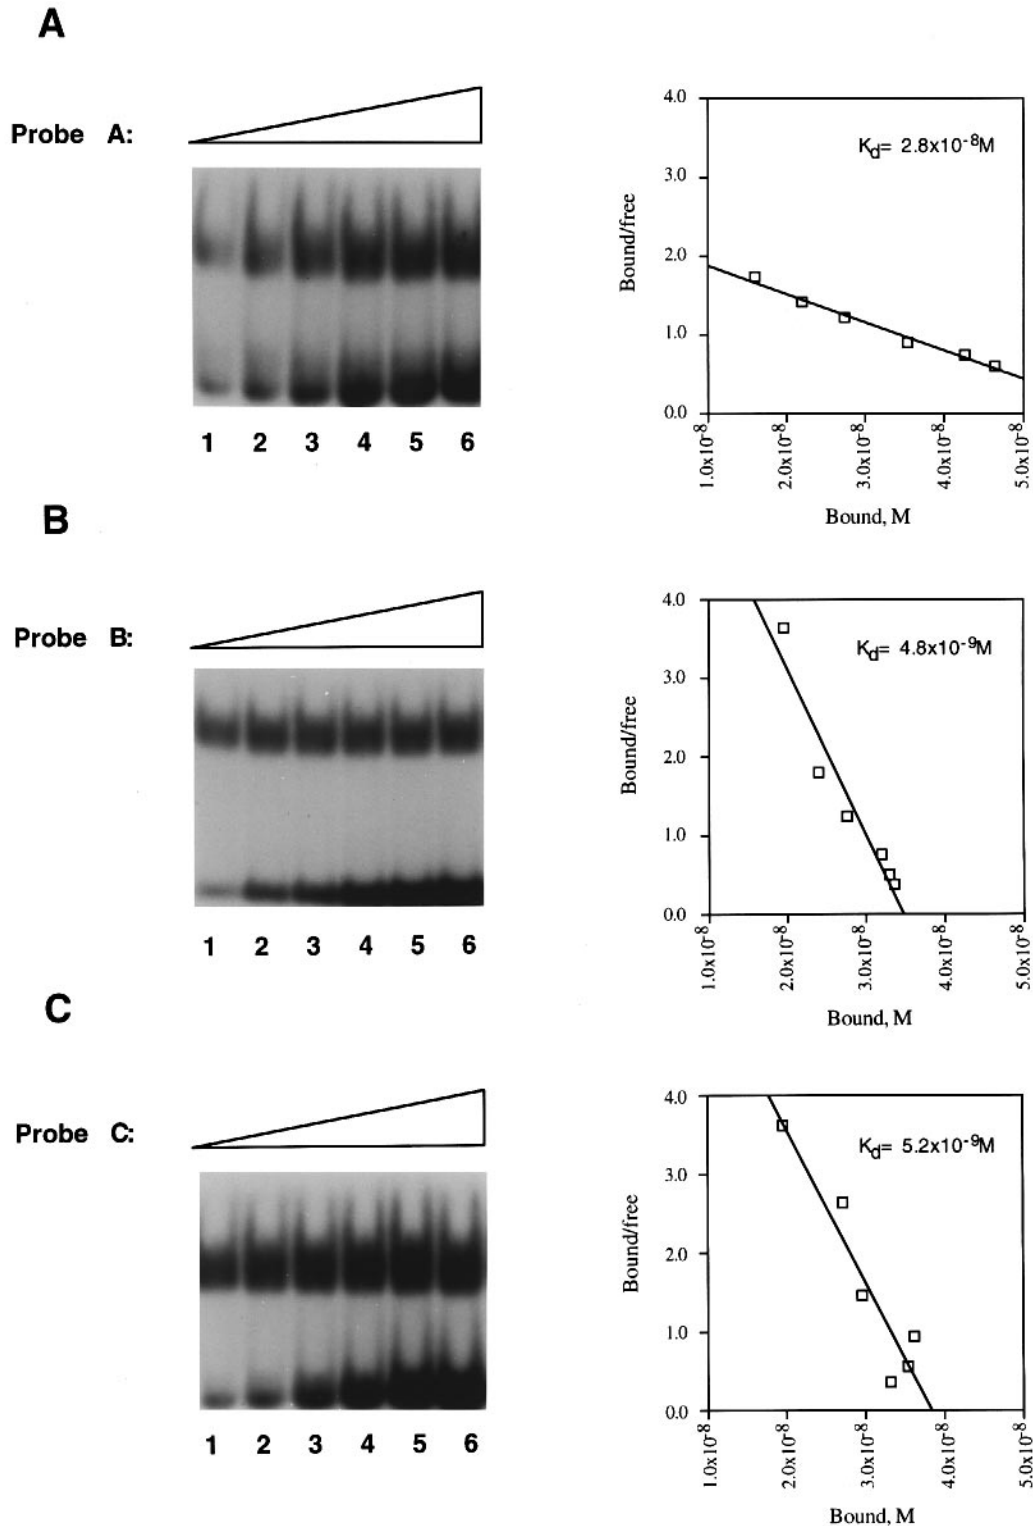 A
Probe A:
1 2 3 4 5 6
4.0
3.0
2.0
1.0
0.0
Bound/free
Kd= 2.8x10-8M
1.0x10-8
2.0x10-8
3.0x10-8
4.0x10-8
5.0x10-8
Bound, M
B
Probe B:
1 2 3 4 5 6
4.0
3.0
2.0
1.0
0.0
Bound/free
Kd= 4.8x10-9M
1.0x10-8
2.0x10-8
3.0x10-8
4.0x10-8
5.0x10-8
Bound, M
C
Probe C:
1 2 3 4 5 6
4.0
3.0
2.0
1.0
0.0
Bound/free
Kd= 5.2x10-9M
1.0x10-8
2.0x10-8
3.0x10-8
4.0x10-8
5.0x10-8
Bound, M